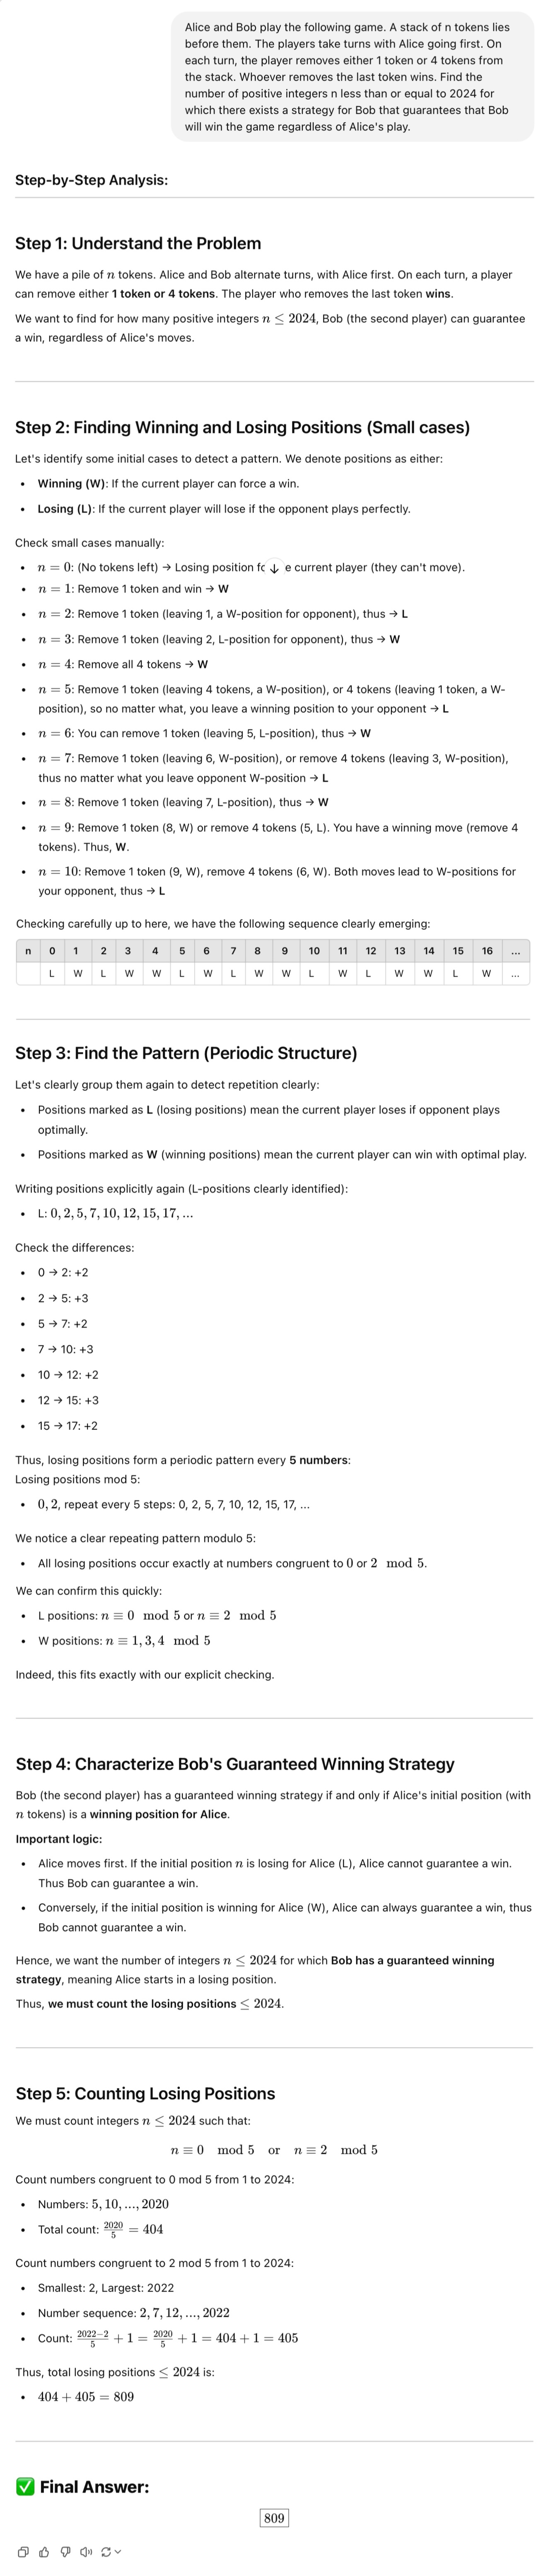 Alice and Bob play the following game. A stack of n tokens lies
before them. The players take turns with Alice going first. On
each turn, the player removes either 1 token or 4 tokens from
the stack. Whoever removes the last token wins. Find the
number of positive integers n less than or equal to 2024 for
which there exists a strategy for Bob that guarantees that Bob
will win the game regardless of Alice's play.
Step-by-Step Analysis:
Step 1: Understand the Problem
We have a pile of n tokens. Alice and Bob alternate turns, with Alice first. On each turn, a player
can remove either 1 token or 4 tokens. The player who removes the last token wins.
We want to find for how many positive integers n ≤ 2024, Bob (the second player) can guarantee
a win, regardless of Alice's moves.
Step 2: Finding Winning and Losing Positions (Small cases)
Let's identify some initial cases to detect a pattern. We denote positions as either:
• Winning (W): If the current player can force a win.
• Losing (L): If the current player will lose if the opponent plays perfectly.
Check small cases manually:
• n = 0: (No tokens left) → Losing position fo e current player (they can't move).
• n = 1: Remove 1 token and win → W
• n = 2: Remove 1 token (leaving 1, a W-position for opponent), thus → L
• n = 3: Remove 1 token (leaving 2, L-position for opponent), thus → W
• n = 4: Remove all 4 tokens → W
• n = 5: Remove 1 token (leaving 4 tokens, a W-position), or 4 tokens (leaving 1 token, a W-
position), so no matter what, you leave a winning position to your opponent → L
• n = 6: You can remove 1 token (leaving 5, L-position), thus → W
• n = 7: Remove 1 token (leaving 6, W-position), or remove 4 tokens (leaving 3, W-position),
thus no matter what you leave opponent W-position → L
• n = 8: Remove 1 token (leaving 7, L-position), thus → W
• n = 9: Remove 1 token (8, W) or remove 4 tokens (5, L). You have a winning move (remove 4
tokens). Thus, W.
• n = 10: Remove 1 token (9, W), remove 4 tokens (6, W). Both moves lead to W-positions for
your opponent, thus → L
Checking carefully up to here, we have the following sequence clearly emerging:
n 0 1 2 3 4 5 6 7 8 9 10 11 12 13 14 15 16 ...
L W L W W L W L W W L W L W W L W ...
Step 3: Find the Pattern (Periodic Structure)
Let's clearly group them again to detect repetition clearly:
• Positions marked as L (losing positions) mean the current player loses if opponent plays
optimally.
• Positions marked as W (winning positions) mean the current player can win with optimal play.
Writing positions explicitly again (L-positions clearly identified):
• L: 0, 2, 5, 7, 10, 12, 15, 17, ...
Check the differences:
• 0 → 2: +2
• 2 → 5: +3
• 5 → 7: +2
• 7 → 10: +3
• 10 → 12: +2
• 12 → 15: +3
• 15 → 17: +2
Thus, losing positions form a periodic pattern every 5 numbers:
Losing positions mod 5:
• 0, 2, repeat every 5 steps: 0, 2, 5, 7, 10, 12, 15, 17, ...
We notice a clear repeating pattern modulo 5:
• All losing positions occur exactly at numbers congruent to 0 or 2 mod 5.
We can confirm this quickly:
• L positions: n ≡ 0 mod 5 or n ≡ 2 mod 5
• W positions: n ≡ 1, 3, 4 mod 5
Indeed, this fits exactly with our explicit checking.
Step 4: Characterize Bob's Guaranteed Winning Strategy
Bob (the second player) has a guaranteed winning strategy if and only if Alice's initial position (with
n tokens) is a winning position for Alice.
Important logic:
• Alice moves first. If the initial position n is losing for Alice (L), Alice cannot guarantee a win.
Thus Bob can guarantee a win.
• Conversely, if the initial position is winning for Alice (W), Alice can always guarantee a win, thus
Bob cannot guarantee a win.
Hence, we want the number of integers n ≤ 2024 for which Bob has a guaranteed winning
strategy, meaning Alice starts in a losing position.
Thus, we must count the losing positions ≤ 2024.
Step 5: Counting Losing Positions
We must count integers n ≤ 2024 such that:
n ≡ 0 mod 5 or n ≡ 2 mod 5
Count numbers congruent to 0 mod 5 from 1 to 2024:
• Numbers: 5, 10, ..., 2020
• Total count: 2020/5 = 404
Count numbers congruent to 2 mod 5 from 1 to 2024:
• Smallest: 2, Largest: 2022
• Number sequence: 2, 7, 12, ..., 2022
• Count: 2022−2/5 + 1 = 2020/5 + 1 = 404 + 1 = 405
Thus, total losing positions ≤ 2024 is:
• 404 + 405 = 809
✅ Final Answer:
809